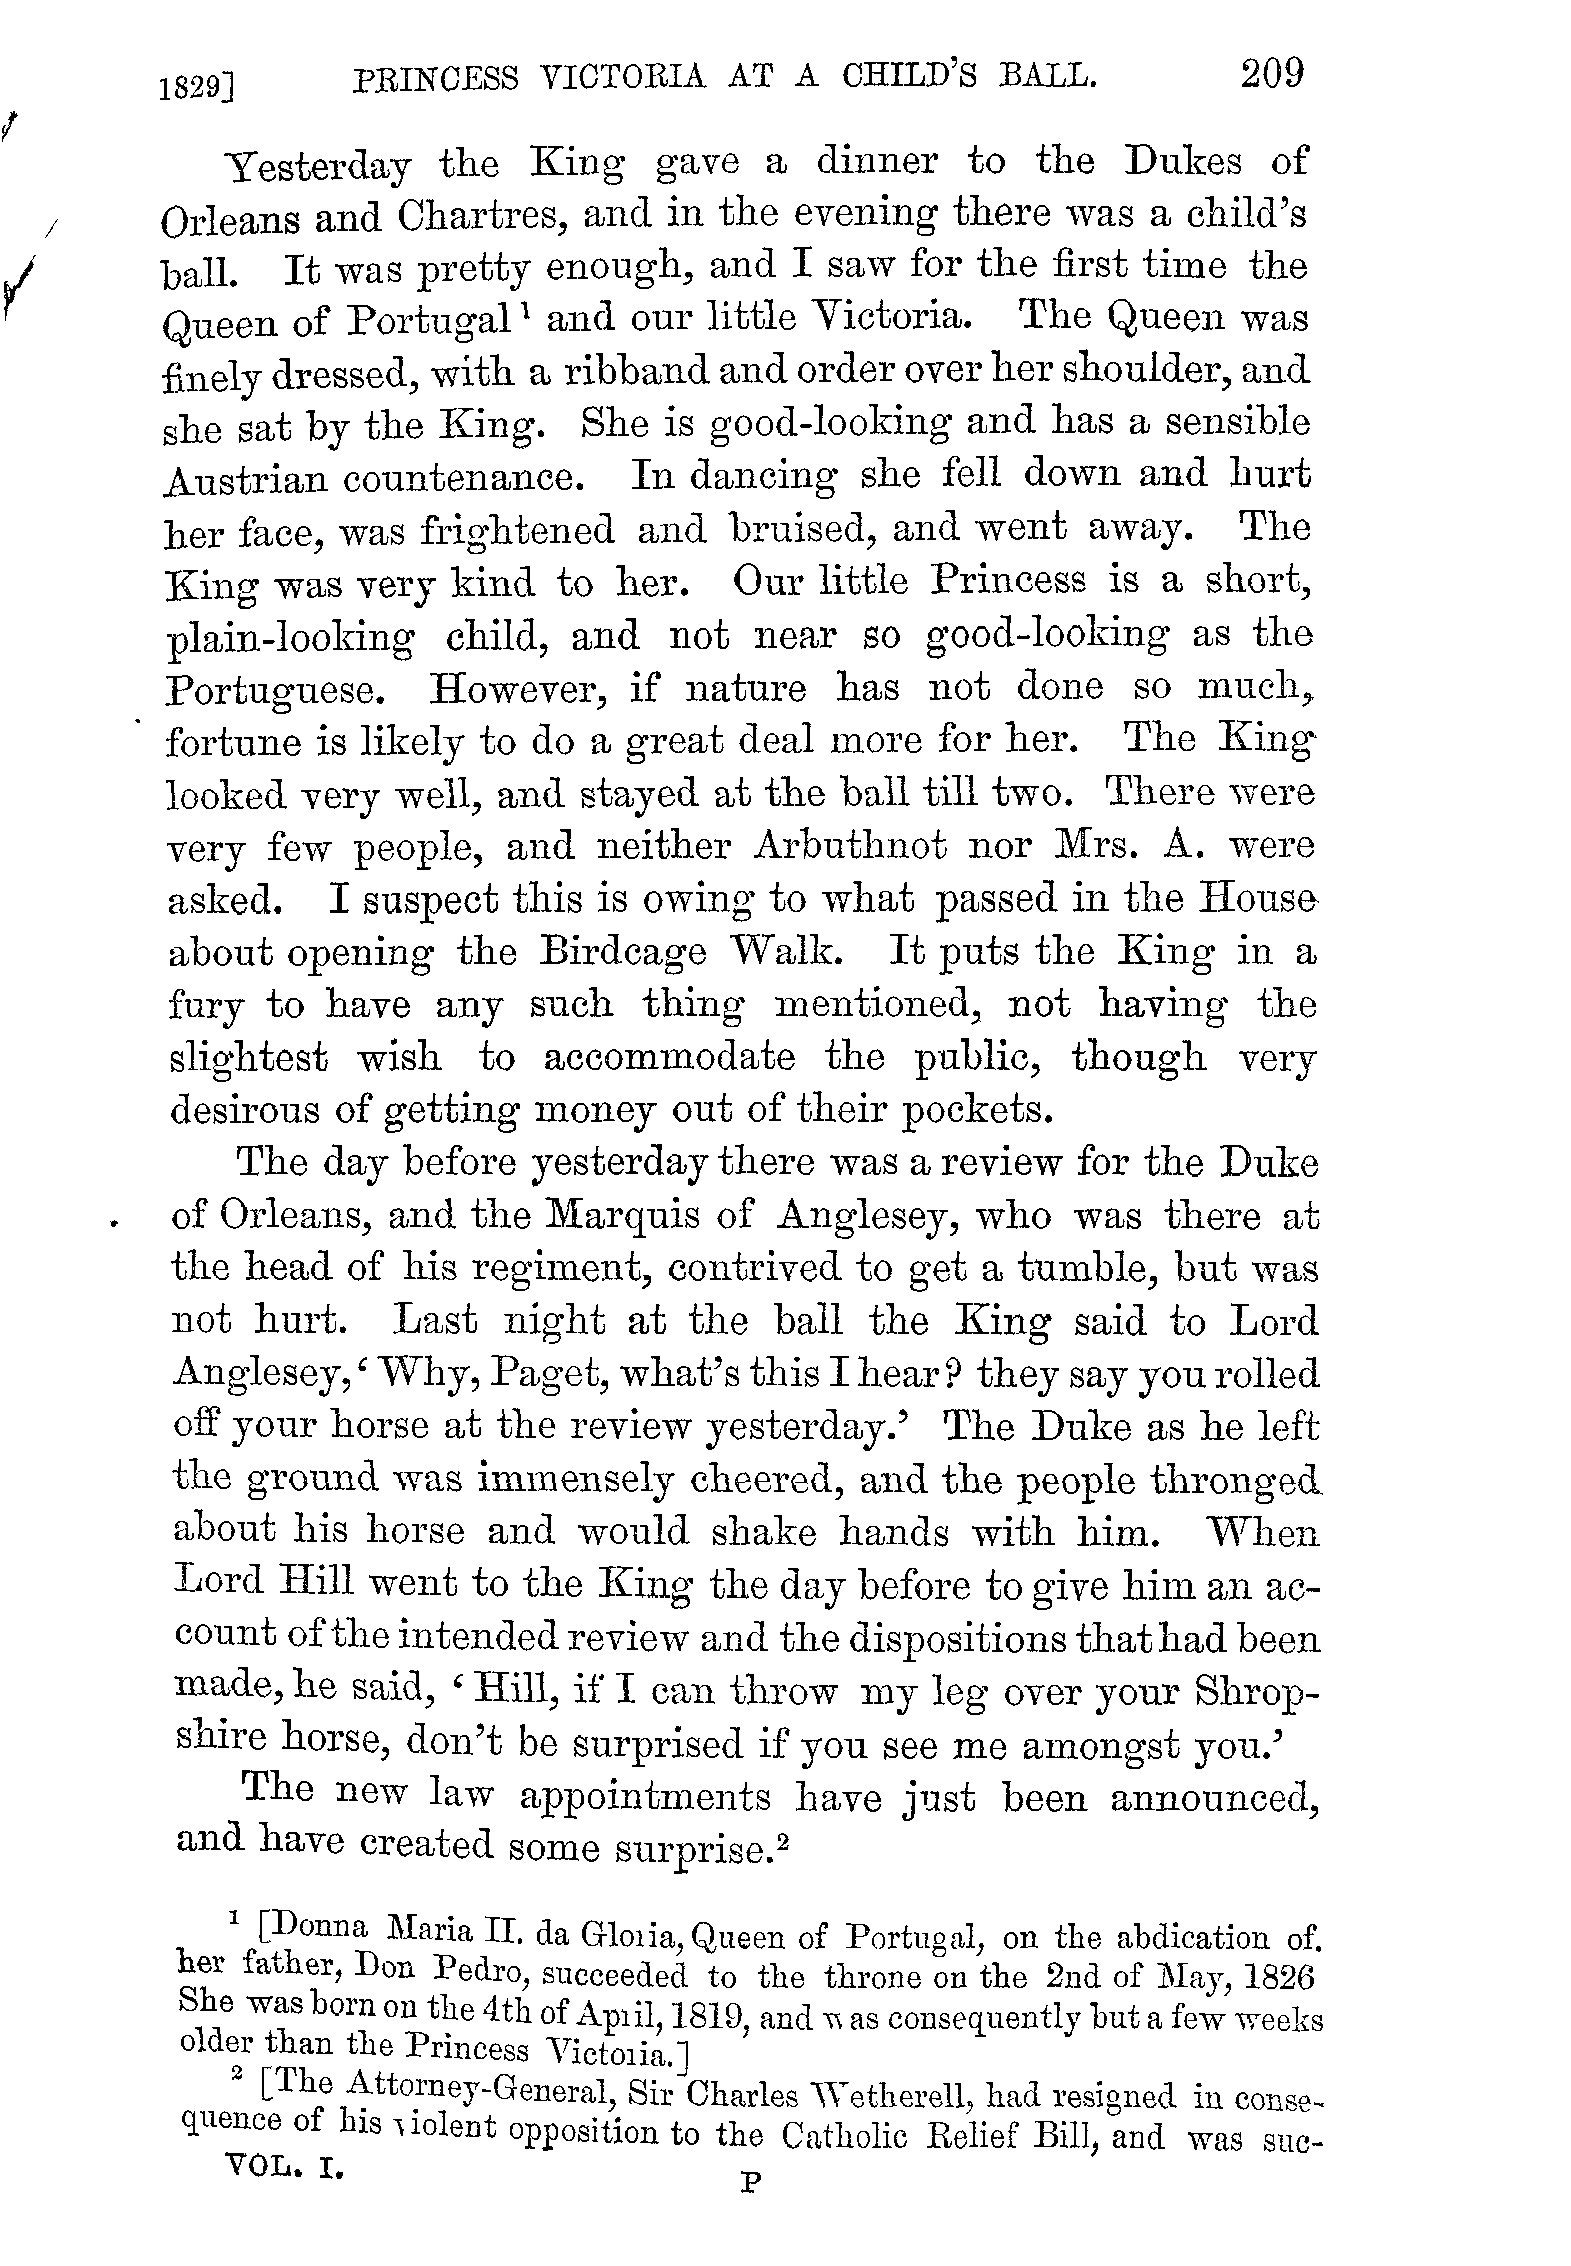 1829] PRINCESS VICTORIA AT A CHILD'S BALL. 209
Yesterday the King gave a dinner to the Dukes of
Orleans and Chartres, and in the evening there was a child's
ball. It was pretty enough, and I saw for the first time the
Queen of Portugal¹ and our little Victoria. The Queen was
finely dressed, with a ribband and order over her shoulder, and
she sat by the King. She is good-looking and has a sensible
Austrian countenance. In dancing she fell down and hurt
her face, was frightened and bruised, and went away. The
King was very kind to her. Our little Princess is a short,
plain-looking child, and not near so good-looking as the
Portuguese. However, if nature has not done so much,
fortune is likely to do a great deal more for her. The King
looked very well, and stayed at the ball till two. There were
very few people, and neither Arbuthnot nor Mrs. A. were
asked. I suspect this is owing to what passed in the House
about opening the Birdcage Walk. It puts the King in a
fury to have any such thing mentioned, not having the
slightest wish to accommodate the public, though very
desirous of getting money out of their pockets.
The day before yesterday there was a review for the Duke
of Orleans, and the Marquis of Anglesey, who was there at
the head of his regiment, contrived to get a tumble, but was
not hurt. Last night at the ball the King said to Lord
Anglesey, ‘Why, Paget, what's this I hear? they say you rolled
off your horse at the review yesterday.’ The Duke as he left
the ground was immensely cheered, and the people thronged
about his horse and would shake hands with him. When
Lord Hill went to the King the day before to give him an ac-
count of the intended review and the dispositions that had been
made, he said, ‘Hill, if I can throw my leg over your Shrop-
shire horse, don't be surprised if you see me amongst you.’
The new law appointments have just been announced,
and have created some surprise.²
¹ [Donna Maria II. da Gloria, Queen of Portugal, on the abdication of.
her father, Don Pedro, succeeded to the throne on the 2nd of May, 1826
She was born on the 4th of April, 1819, and was consequently but a few weeks
older than the Princess Victoria.]
² [The Attorney-General, Sir Charles Wetherell, had resigned in conse-
quence of his violent opposition to the Catholic Relief Bill, and was suc-
VOL. I. P